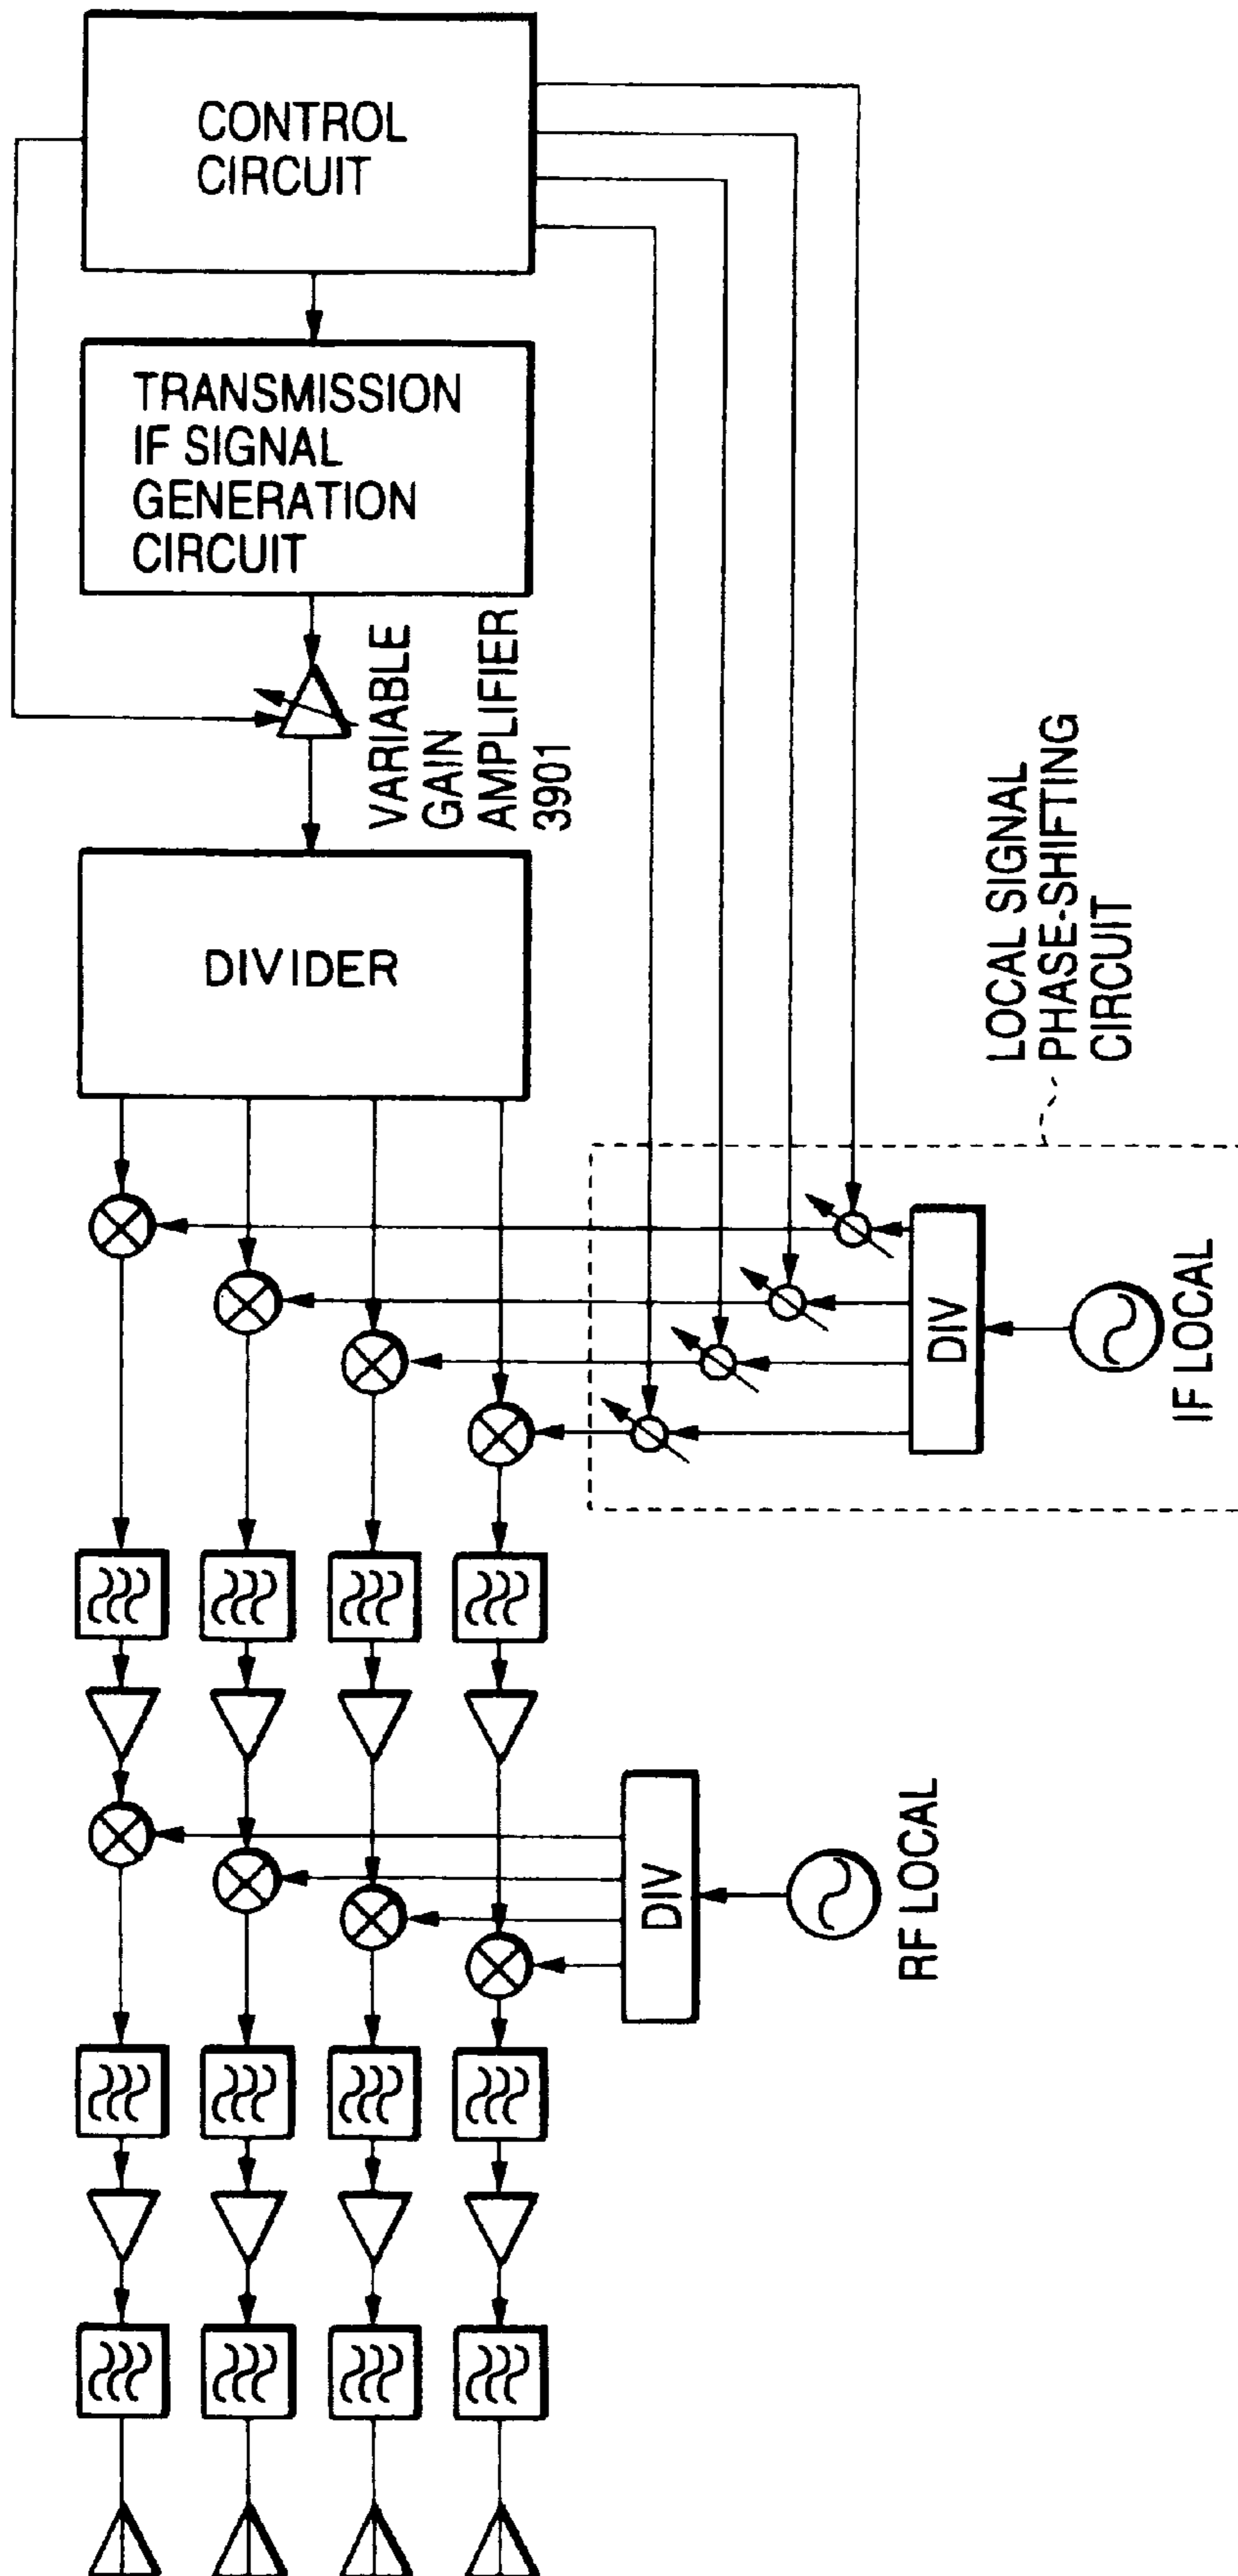 CONTROL
CIRCUIT
TRANSMISSION
IF SIGNAL
GENERATION
CIRCUIT
VARIABLE
GAIN
AMPLIFIER
3901
DIVIDER
LOCAL SIGNAL
PHASE-SHIFTING
CIRCUIT
DIV
IF LOCAL
DIV
RF LOCAL